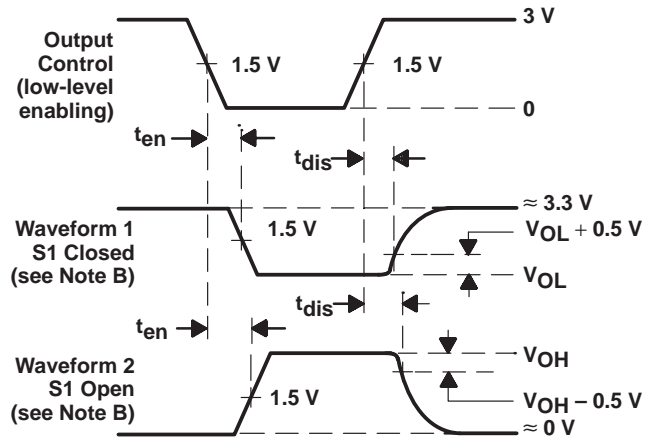 3 V
Output
Control
(low-level
enabling)
1.5 V
1.5 V
0
ten
tdis
≈ 3.3 V
Waveform 1
S1 Closed
(see Note B)
1.5 V
VOL + 0.5 V
VOL
ten
tdis
Waveform 2
S1 Open
(see Note B)
1.5 V
VOH
VOH – 0.5 V
≈ 0 V